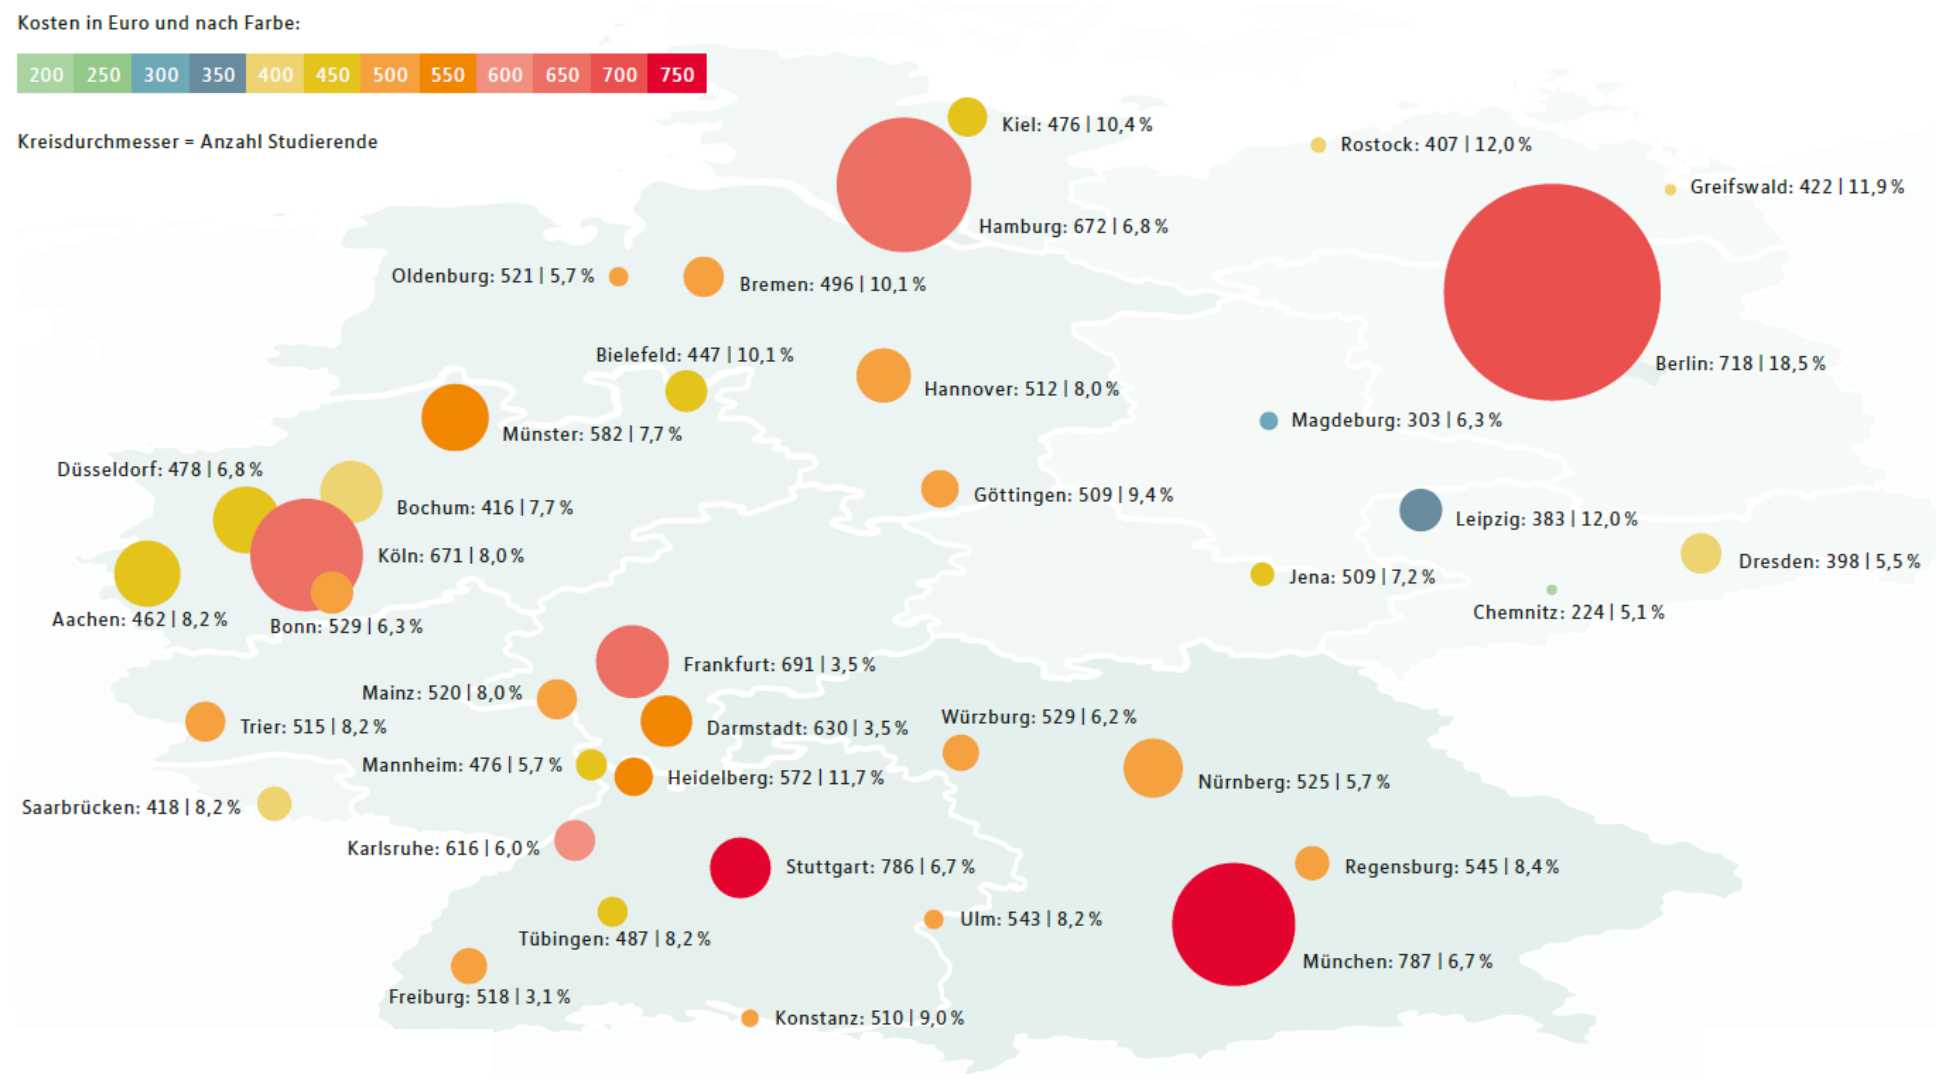 Kosten in Euro und nach Farbe:
200 250 300 350 400 450 500 550 600 650 700 750
Kreisdurchmesser = Anzahl Studierende
Kiel: 476 | 10,4 %
Rostock: 407 | 12,0 %
Greifswald: 422 | 11,9 %
Hamburg: 672 | 6,8 %
Oldenburg: 521 | 5,7 %
Bremen: 496 | 10,1 %
Bielefeld: 447 | 10,1 %
Berlin: 718 | 18,5 %
Hannover: 512 | 8,0 %
Magdeburg: 303 | 6,3 %
Münster: 582 | 7,7 %
Düsseldorf: 478 | 6,8 %
Göttingen: 509 | 9,4 %
Bochum: 416 | 7,7 %
Leipzig: 383 | 12,0 %
Köln: 671 | 8,0 %
Dresden: 398 | 5,5 %
Jena: 509 | 7,2 %
Chemnitz: 224 | 5,1 %
Aachen: 462 | 8,2 %
Bonn: 529 | 6,3 %
Frankfurt: 691 | 3,5 %
Mainz: 520 | 8,0 %
Würzburg: 529 | 6,2 %
Trier: 515 | 8,2 %
Darmstadt: 630 | 3,5 %
Mannheim: 476 | 5,7 %
Heidelberg: 572 | 11,7 %
Nürnberg: 525 | 5,7 %
Saarbrücken: 418 | 8,2 %
Karlsruhe: 616 | 6,0 %
Stuttgart: 786 | 6,7 %
Regensburg: 545 | 8,4 %
Ulm: 543 | 8,2 %
Tübingen: 487 | 8,2 %
München: 787 | 6,7 %
Freiburg: 518 | 3,1 %
Konstanz: 510 | 9,0 %